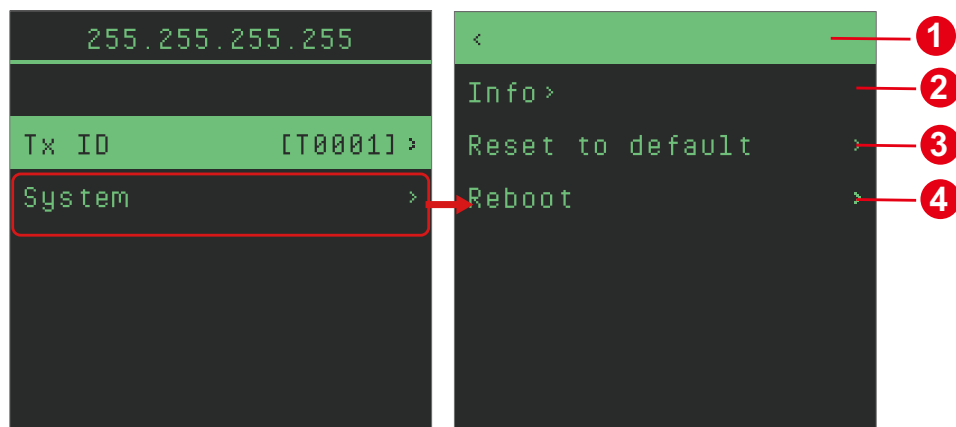 255.255.255.255
Tx ID [T0001] >
System >
<
Info>
Reset to default >
Reboot >
1
2
3
4